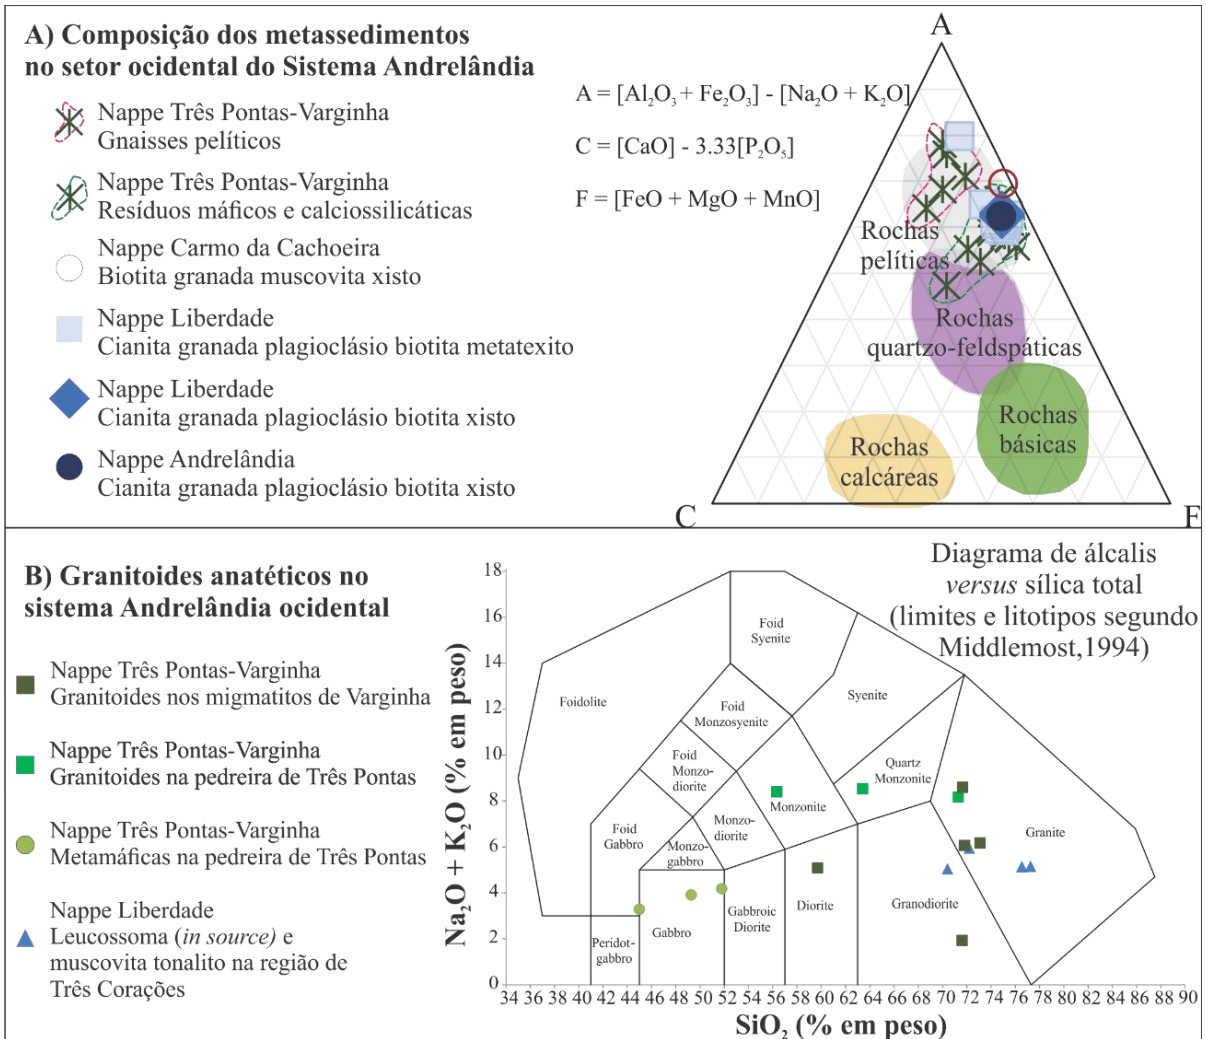 A) Composição dos metassedimentos
no setor ocidental do Sistema Andrelândia
Nappe Três Pontas-Varginha
Gnaisses pelíticos
Nappe Três Pontas-Varginha
Resíduos máficos e calciossilicáticas
Nappe Carmo da Cachoeira
Biotita granada muscovita xisto
Nappe Liberdade
Cianita granada plagioclásio biotita metatexito
Nappe Liberdade
Cianita granada plagioclásio biotita xisto
Nappe Andrelândia
Cianita granada plagioclásio biotita xisto
A = [Al₂O₃ + Fe₂O₃] - [Na₂O + K₂O]
C = [CaO] - 3.33[P₂O₅]
F = [FeO + MgO + MnO]
A
Rochas
pelíticas
Rochas
quartzo-feldspáticas
Rochas
básicas
Rochas
calcáreas
C
F
B) Granitoides anatéticos no
sistema Andrelândia ocidental
Nappe Três Pontas-Varginha
Granitoides nos migmatitos de Varginha
Nappe Três Pontas-Varginha
Granitoides na pedreira de Três Pontas
Nappe Três Pontas-Varginha
Metamáficas na pedreira de Três Pontas
Nappe Liberdade
Leucossoma (in source) e
muscovita tonalito na região de
Três Corações
Diagrama de álcalis
versus sílica total
(limites e litotipos segundo
Middlemost,1994)
Na₂O + K₂O (% em peso)
18
16
14
12
10
8
6
4
2
0
Foid
Syenite
Foidolite
Syenite
Foid
Monzosyenite
Foid
Monzo-
diorite
Quartz
Monzonite
Monzonite
Monzo-
diorite
Foid
Gabbro
Monzo-
gabbro
Granite
Granodiorite
Diorite
Gabbroic
Diorite
Gabbro
Peridot-
gabbro
34 36 38 40 42 44 46 48 50 52 54 56 58 60 62 64 66 68 70 72 74 76 78 80 82 84 86 88 90
SiO₂ (% em peso)